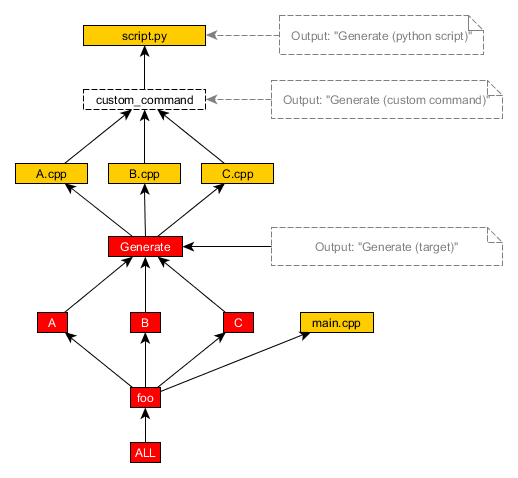 script.py
Output: "Generate (python script)"
custom_command
Output: "Generate (custom command)"
A.cpp
B.cpp
C.cpp
Generate
Output: "Generate (target)"
A
B
C
main.cpp
foo
ALL